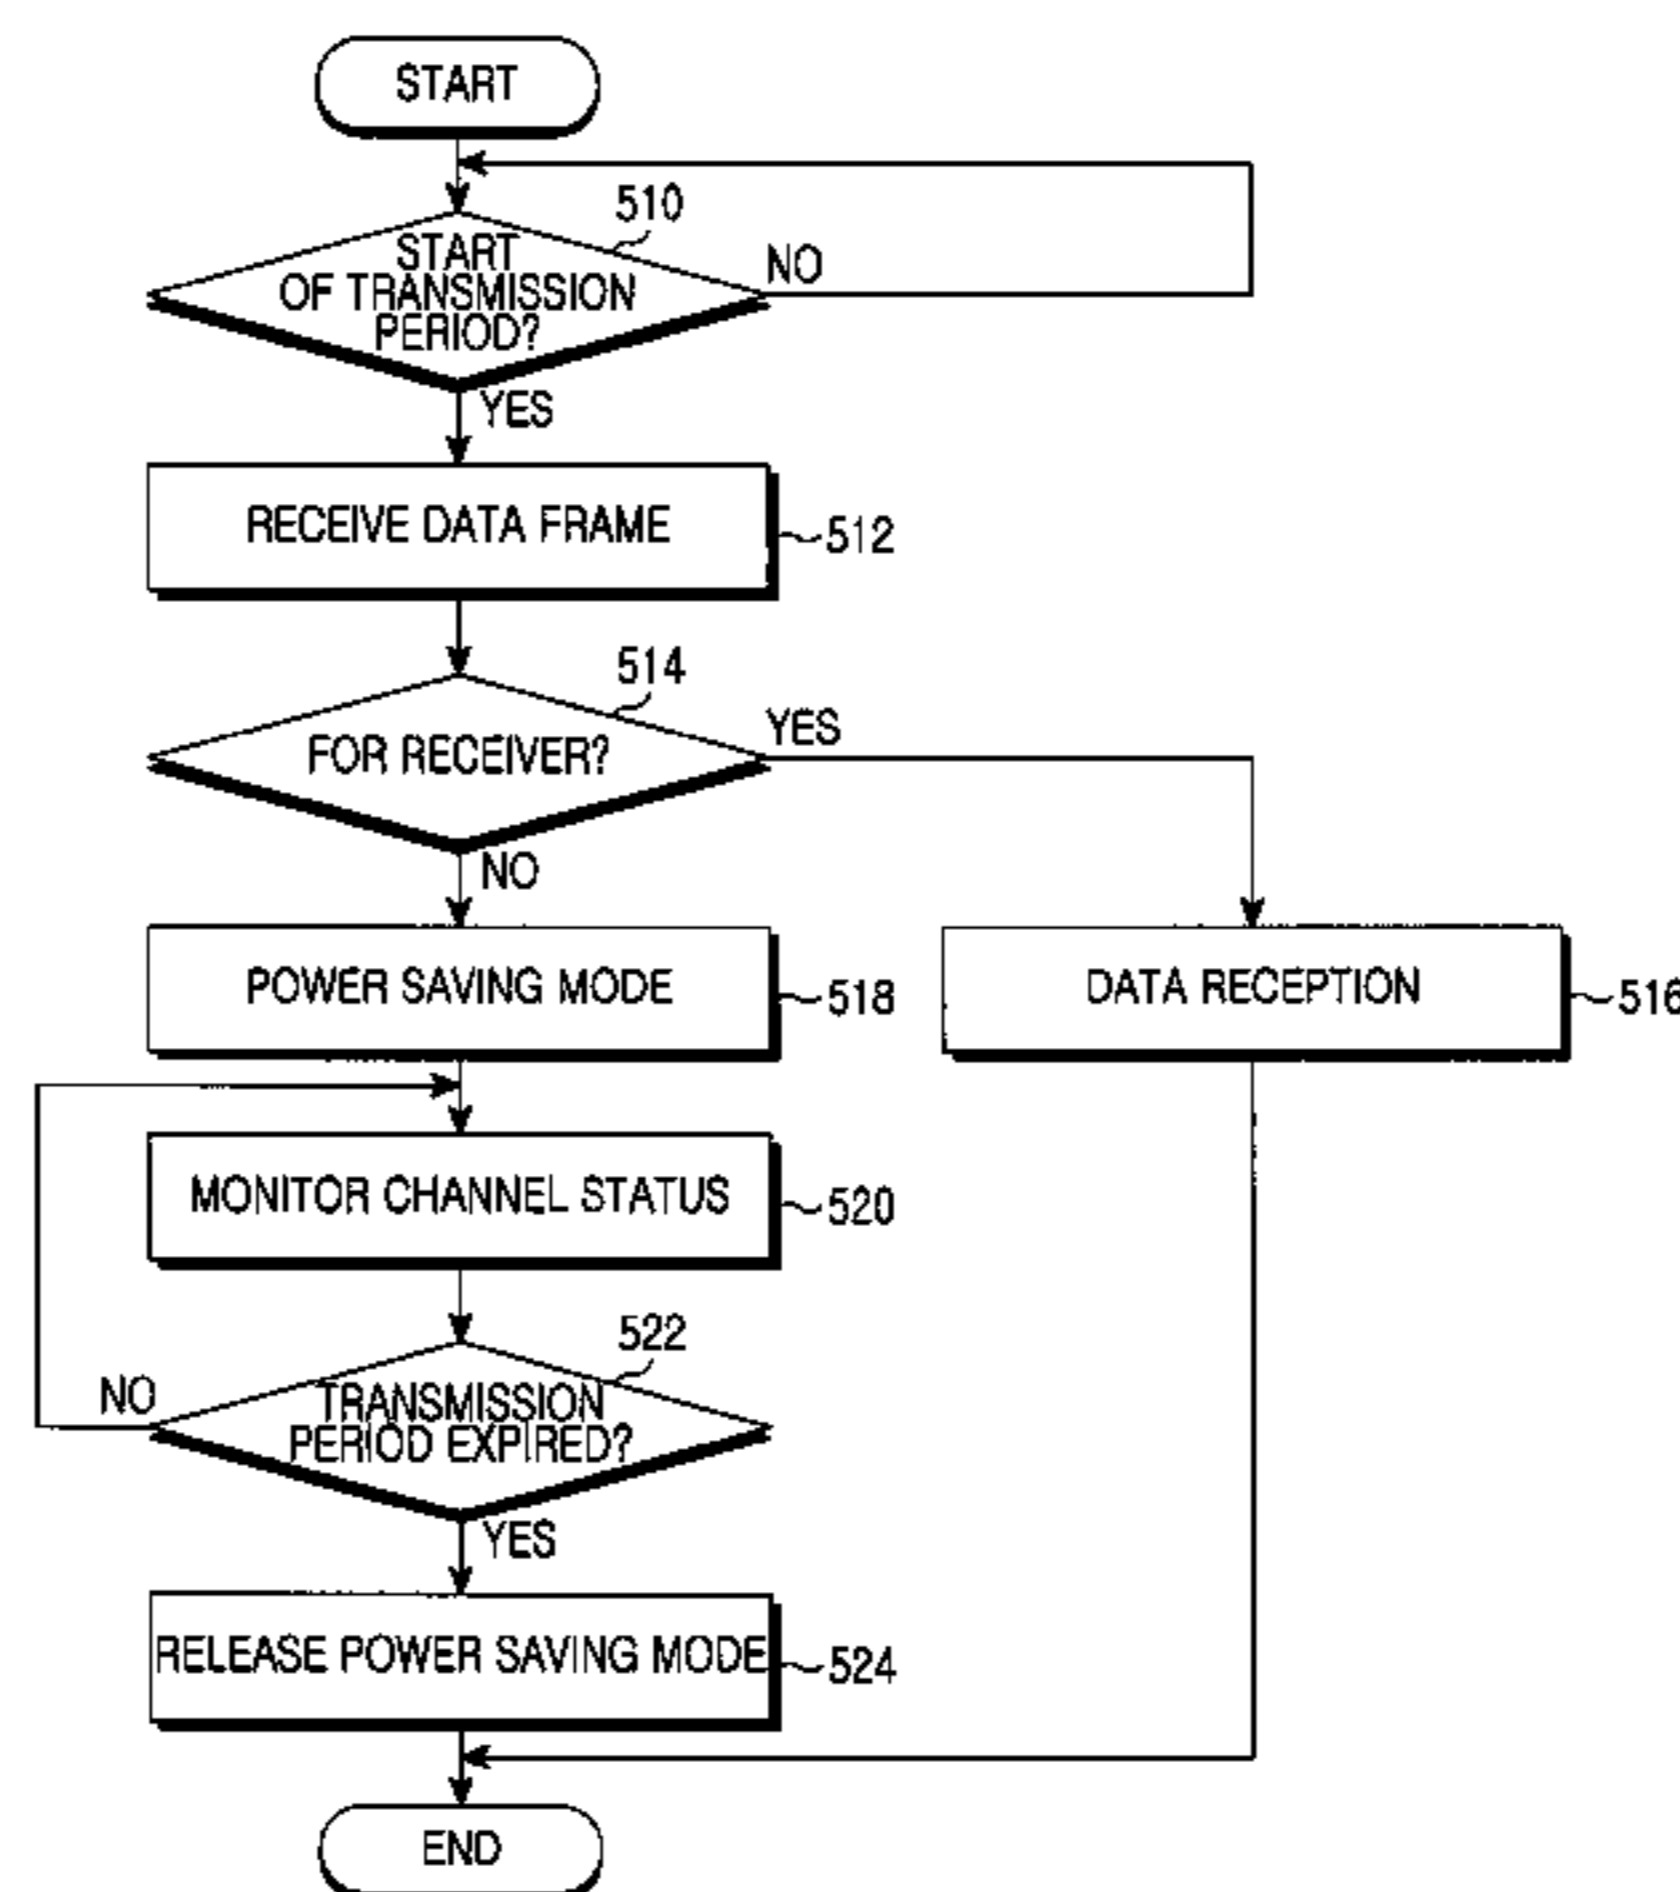 START
510
START
OF TRANSMISSION
PERIOD?
NO
YES
RECEIVE DATA FRAME
512
514
FOR RECEIVER?
YES
NO
POWER SAVING MODE
518
DATA RECEPTION
516
MONITOR CHANNEL STATUS
520
522
TRANSMISSION
PERIOD EXPIRED?
NO
YES
RELEASE POWER SAVING MODE
524
END